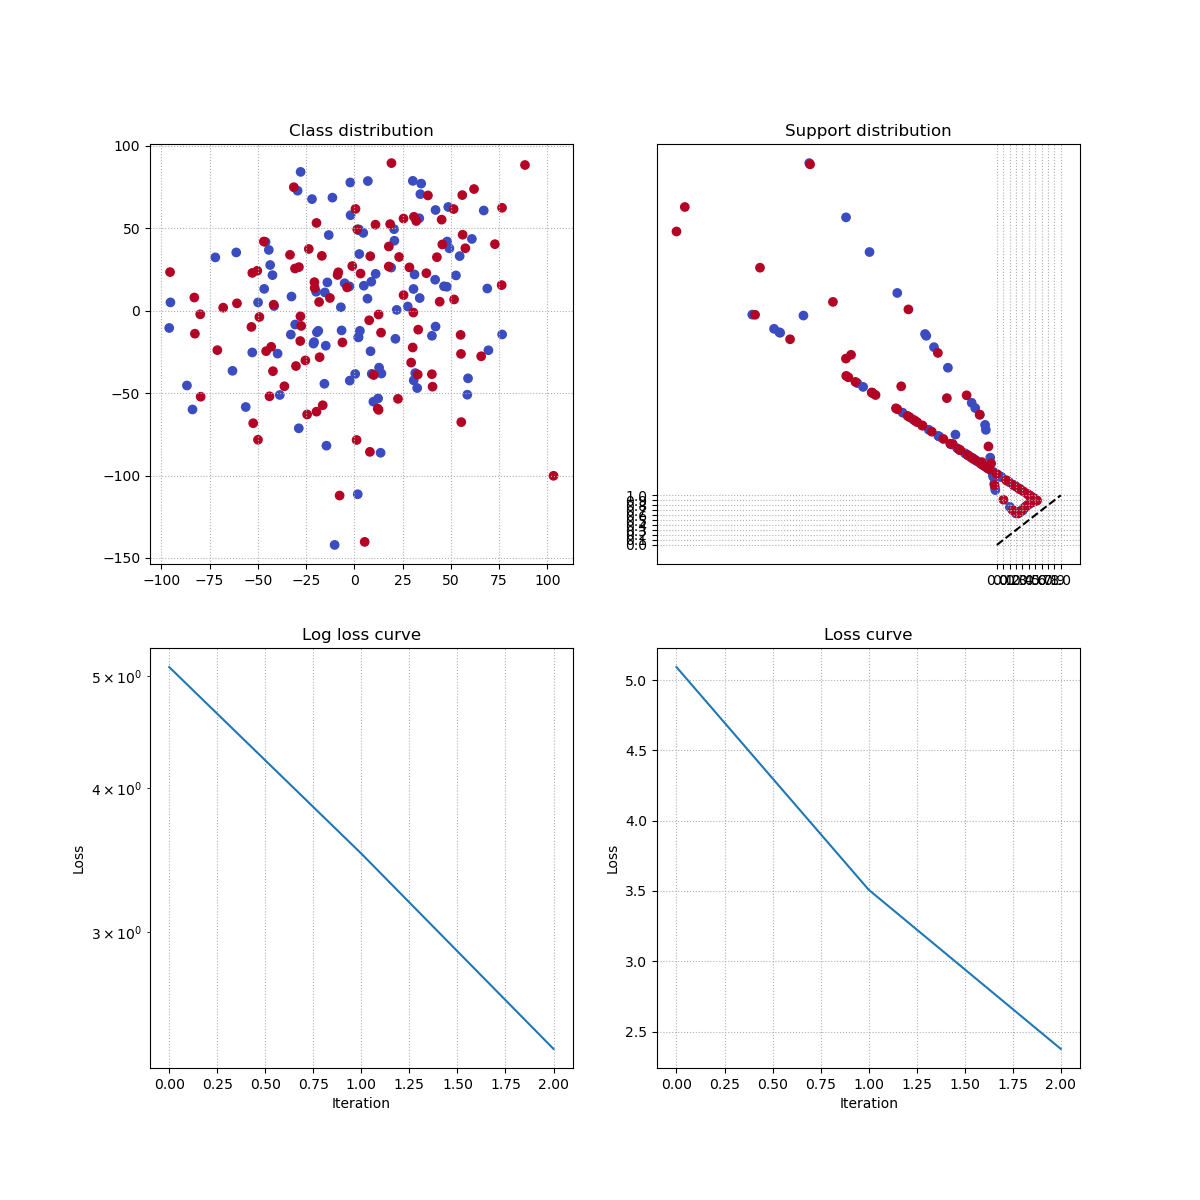 Class distribution
100
50
0
−50
−100
−150
−100 −75 −50 −25 0 25 50 75 100
Support distribution
1.0
0.0
Log loss curve
5 × 10⁰
4 × 10⁰
3 × 10⁰
Loss
0.00 0.25 0.50 0.75 1.00 1.25 1.50 1.75 2.00
Iteration
Loss curve
5.0
4.5
4.0
3.5
3.0
2.5
Loss
0.00 0.25 0.50 0.75 1.00 1.25 1.50 1.75 2.00
Iteration